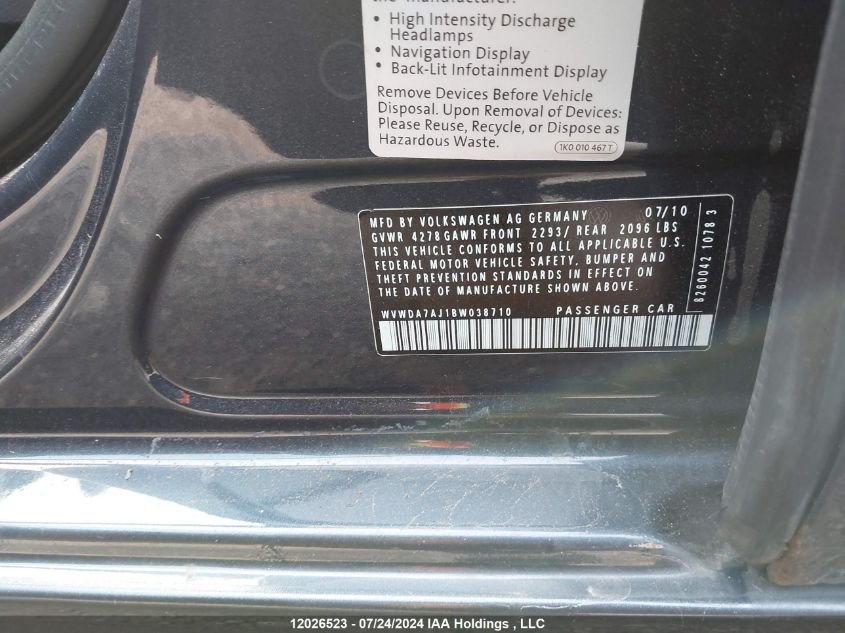 the manufacturer:
• High Intensity Discharge
Headlamps
• Navigation Display
• Back-Lit Infotainment Display
Remove Devices Before Vehicle
Disposal. Upon Removal of Devices:
Please Reuse, Recycle, or Dispose as
Hazardous Waste.
1K0 010 467 T
MFD BY VOLKSWAGEN AG GERMANY 07/10
GVWR 4278 GAWR FRONT 2293/ REAR 2096 LBS
THIS VEHICLE CONFORMS TO ALL APPLICABLE U.S.
FEDERAL MOTOR VEHICLE SAFETY, BUMPER AND
THEFT PREVENTION STANDARDS IN EFFECT ON
THE DATE OF MANUFACTURE SHOWN ABOVE.
WVWDA7AJ1BW038710 PASSENGER CAR
8260042 1078 3
12026523 - 07/24/2024 IAA Holdings , LLC